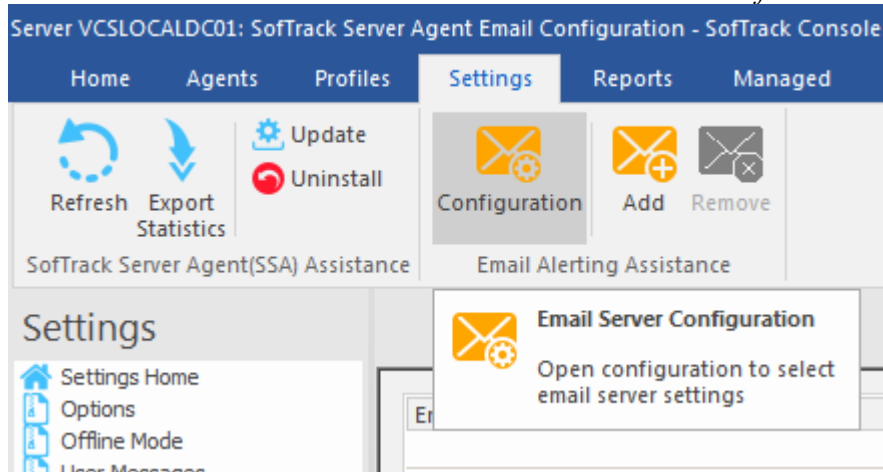 Server VCSLOCALDC01: SofTrack Server Agent Email Configuration - SofTrack Console
Home Agents Profiles Settings Reports Managed
Update
Uninstall
Refresh Export Statistics
Configuration Add Remove
SofTrack Server Agent(SSA) Assistance Email Alerting Assistance
Settings
Email Server Configuration
Open configuration to select
email server settings
Settings Home
Options
Offline Mode
User Messages